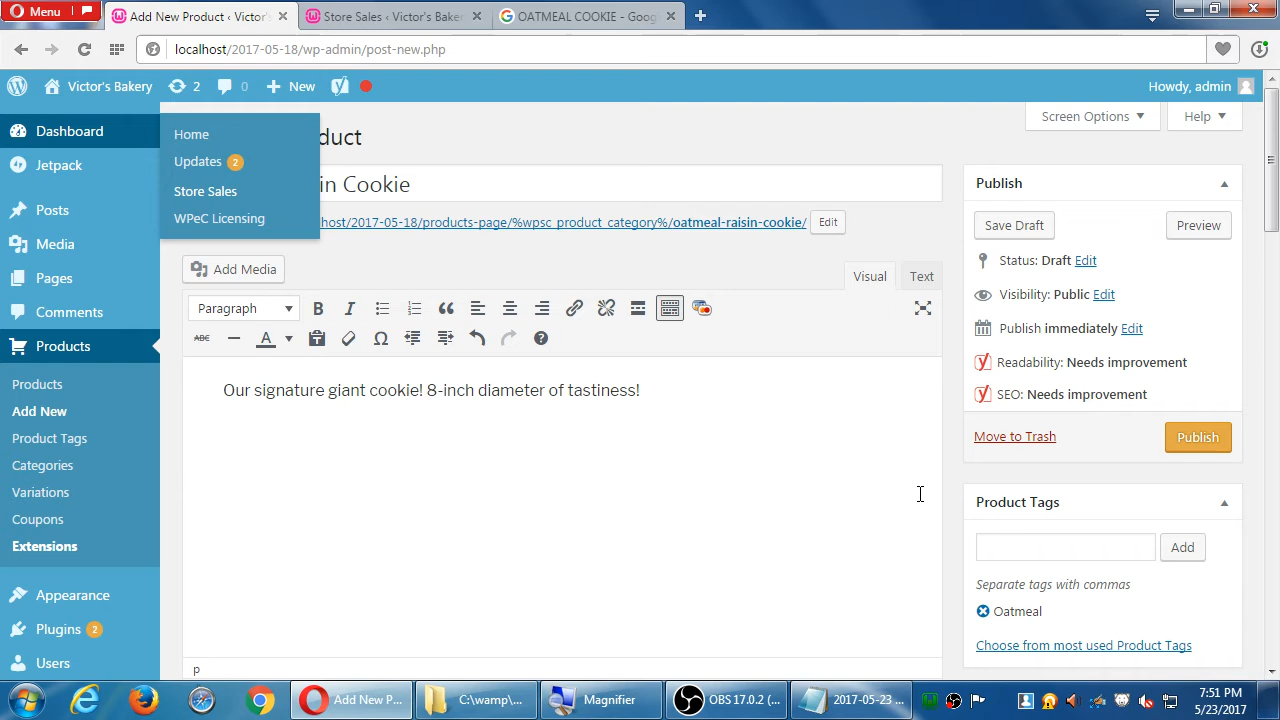 Menu
Add New Product ‹ Victor's
Store Sales ‹ Victor's Baker
OATMEAL COOKIE - Goog
localhost/2017-05-18/wp-admin/post-new.php
Victor's Bakery 2 0 New Howdy, admin
Dashboard
Jetpack
Posts
Media
Pages
Comments
Products
Products
Add New
Product Tags
Categories
Variations
Coupons
Extensions
Appearance
Plugins 2
Users
Home
Updates 2
Store Sales
WPeC Licensing
duct
Screen Options
Help
in Cookie
host/2017-05-18/products-page/%wpsc_product_category%/oatmeal-raisin-cookie/ Edit
Add Media
Visual Text
Paragraph B I
ABC A
Our signature giant cookie! 8-inch diameter of tastiness!
p
Publish
Save Draft Preview
Status: Draft Edit
Visibility: Public Edit
Publish immediately Edit
Readability: Needs improvement
SEO: Needs improvement
Move to Trash Publish
Product Tags
Add
Separate tags with commas
Oatmeal
Choose from most used Product Tags
Add New P...
C:\wamp\...
Magnifier
OBS 17.0.2 (...
2017-05-23 ...
7:51 PM
5/23/2017